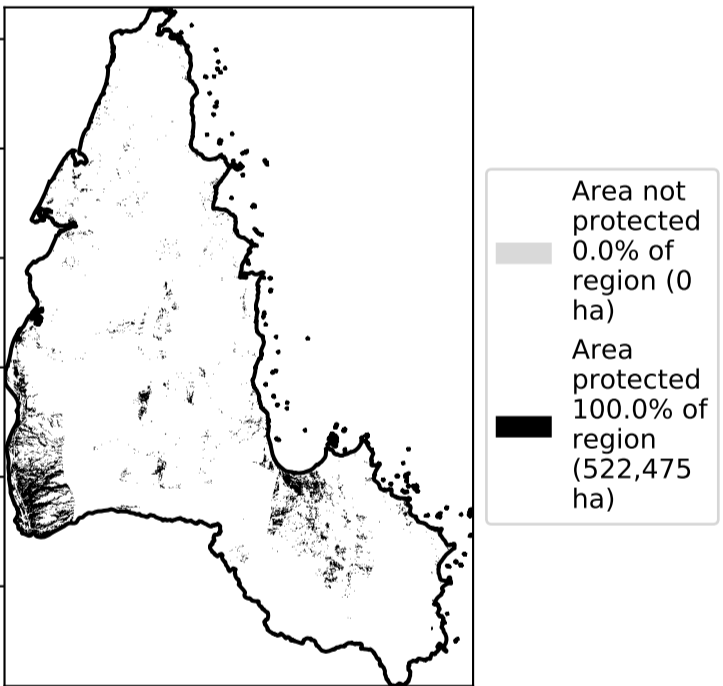 Area not
protected
0.0% of
region (0
ha)
Area
protected
100.0% of
region
(522,475
ha)